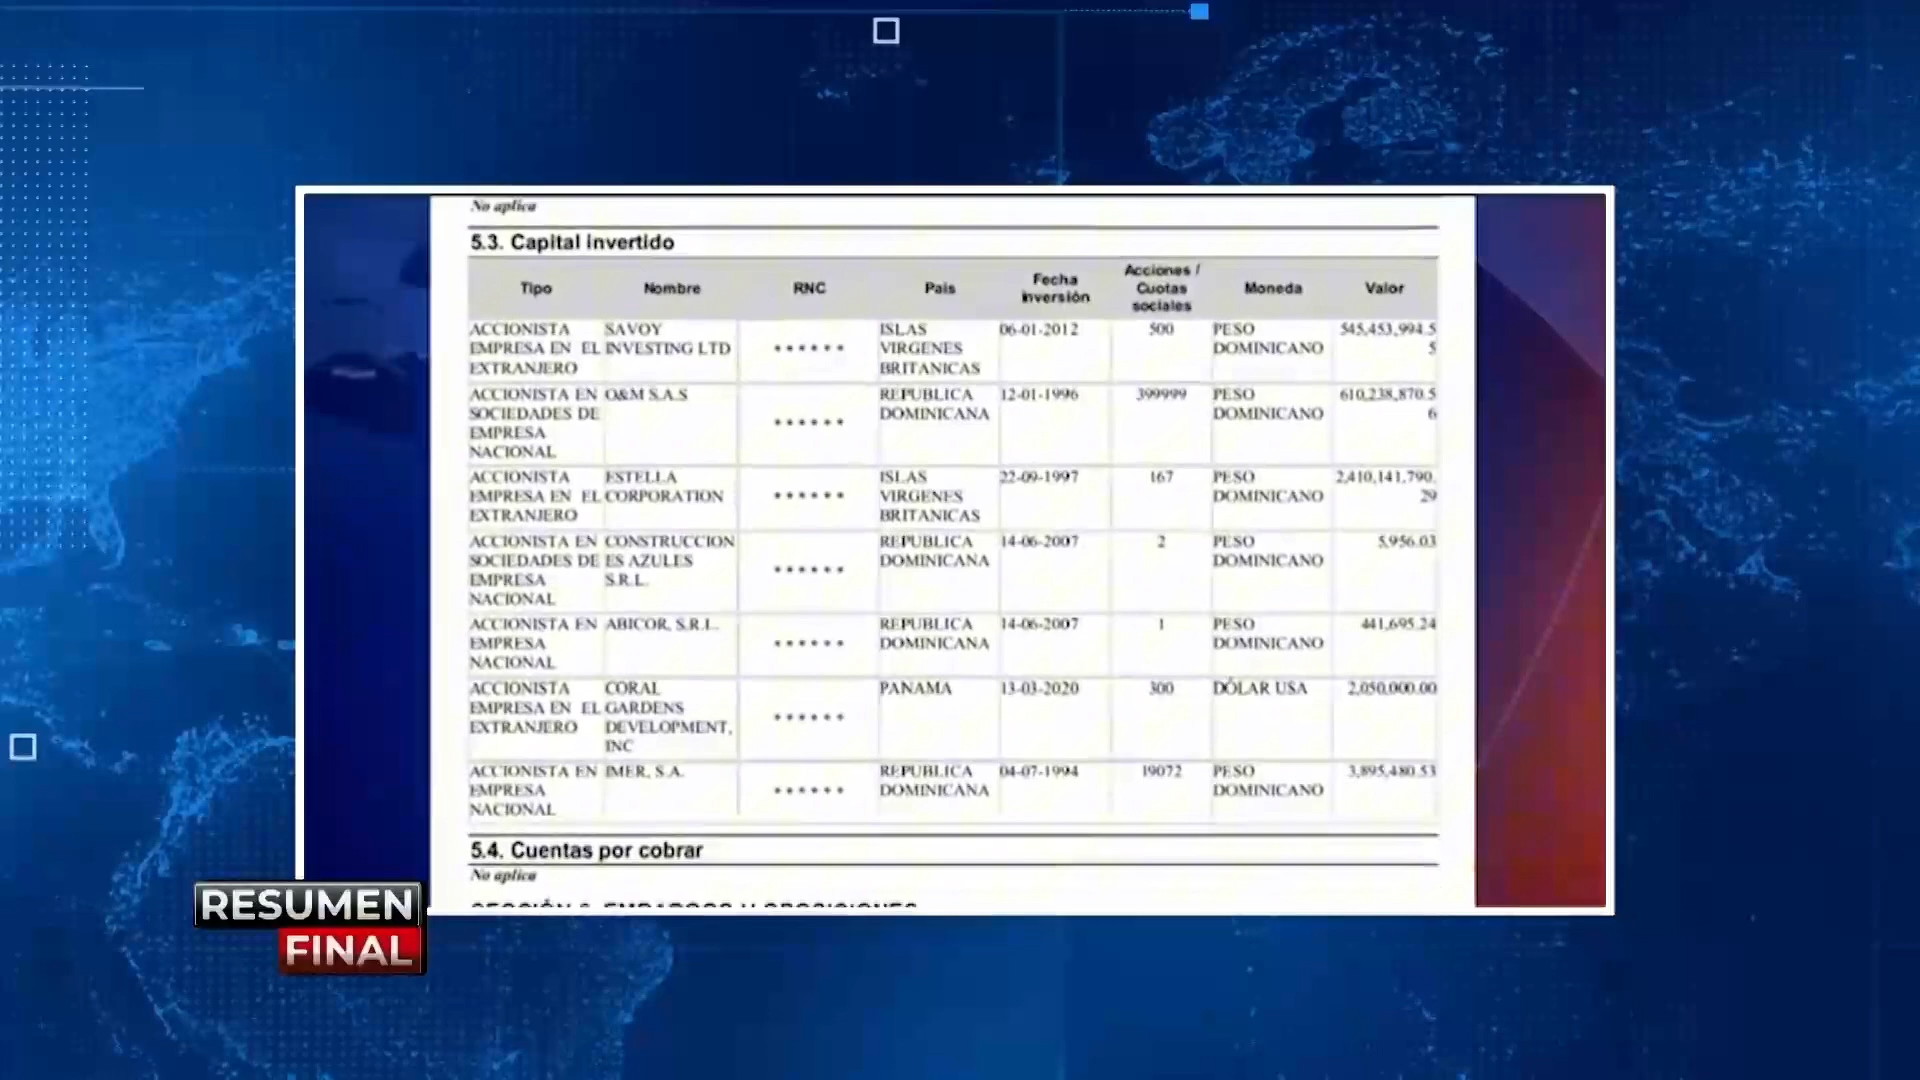 No aplica
5.3. Capital invertido
Tipo Nombre RNC País Fecha inversión Acciones / Cuotas sociales Moneda Valor
ACCIONISTA SAVOY ISLAS 06-01-2012 500 PESO 545,453,994.5
EMPRESA EN EL INVESTING LTD ****** VIRGENES DOMINICANO 5
EXTRANJERO BRITANICAS
ACCIONISTA EN O&M S.A.S REPUBLICA 12-01-1996 399999 PESO 610,238,870.5
SOCIEDADES DE ****** DOMINICANA DOMINICANO 6
EMPRESA
NACIONAL
ACCIONISTA ESTELLA ISLAS 22-09-1997 167 PESO 2,410,141,790.
EMPRESA EN EL CORPORATION ****** VIRGENES DOMINICANO 29
EXTRANJERO BRITANICAS
ACCIONISTA EN CONSTRUCCION REPUBLICA 14-06-2007 2 PESO 5,956.03
SOCIEDADES DE ES AZULES ****** DOMINICANA DOMINICANO
EMPRESA S.R.L.
NACIONAL
ACCIONISTA EN ABICOR, S.R.L. REPUBLICA 14-06-2007 1 PESO 441,695.24
EMPRESA ****** DOMINICANA DOMINICANO
NACIONAL
ACCIONISTA CORAL PANAMA 13-03-2020 300 DÓLAR USA 2,050,000.00
EMPRESA EN EL GARDENS ******
EXTRANJERO DEVELOPMENT,
INC
ACCIONISTA EN IMER, S.A. REPUBLICA 04-07-1994 19072 PESO 3,895,480.53
EMPRESA ****** DOMINICANA DOMINICANO
NACIONAL
5.4. Cuentas por cobrar
No aplica
RESUMEN
FINAL